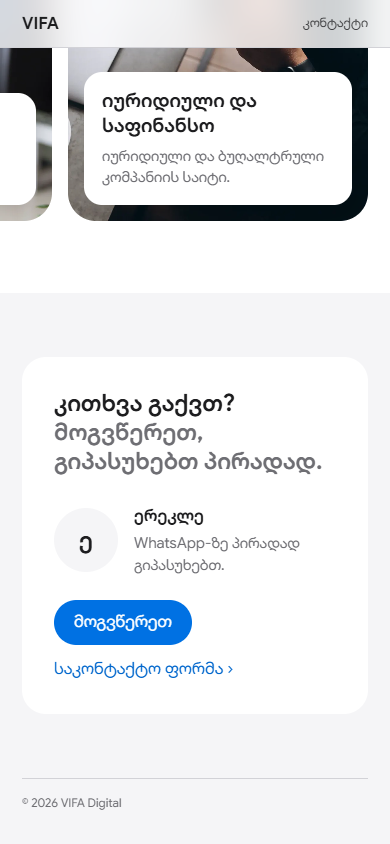 VIFA
კონტაქტი
იურიდიული და
საფინანსო
იურიდიული და ბუღალტრული
კომპანიის საიტი.
კითხვა გაქვთ?
მოგვწერეთ,
გიპასუხებთ პირადად.
ე
ერეკლე
WhatsApp-ზე პირადად
გიპასუხებთ.
მოგვწერეთ
საკონტაქტო ფორმა ›
© 2026 VIFA Digital